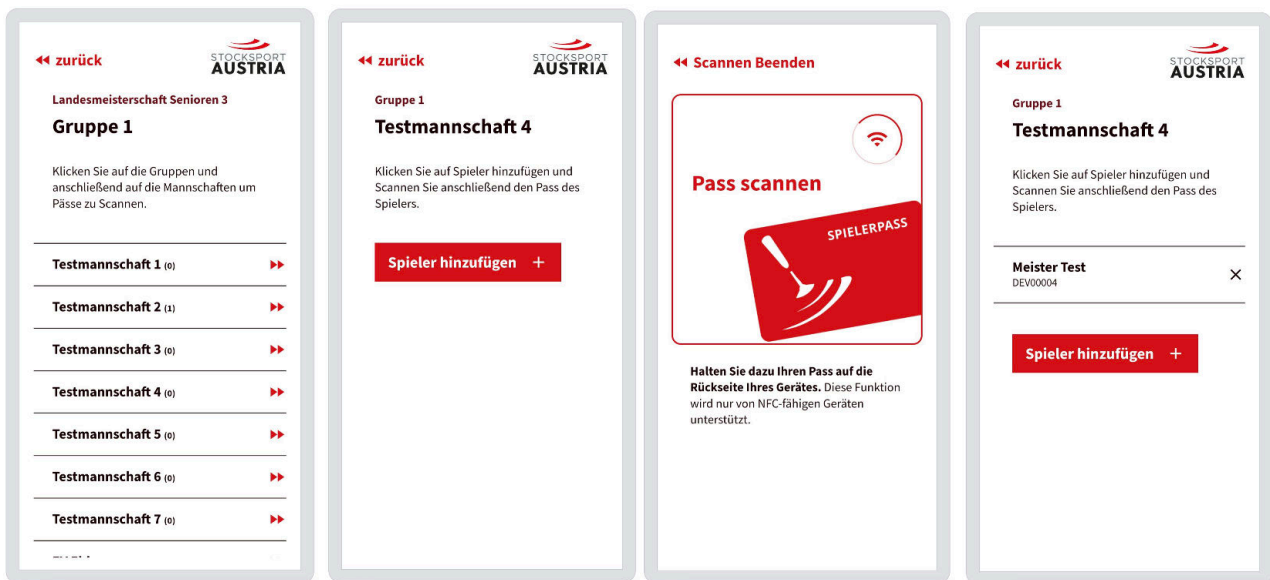 zurück
STOCKSPORT
AUSTRIA
Landesmeisterschaft Senioren 3
Gruppe 1
Klicken Sie auf die Gruppen und
anschließend auf die Mannschaften um
Pässe zu Scannen.
Testmannschaft 1 (0)
Testmannschaft 2 (1)
Testmannschaft 3 (0)
Testmannschaft 4 (0)
Testmannschaft 5 (0)
Testmannschaft 6 (0)
Testmannschaft 7 (0)
zurück
STOCKSPORT
AUSTRIA
Gruppe 1
Testmannschaft 4
Klicken Sie auf Spieler hinzufügen und
Scannen Sie anschließend den Pass des
Spielers.
Spieler hinzufügen +
Scannen Beenden
Pass scannen
SPIELERPASS
Halten Sie dazu Ihren Pass auf die
Rückseite Ihres Gerätes. Diese Funktion
wird nur von NFC-fähigen Geräten
unterstützt.
zurück
STOCKSPORT
AUSTRIA
Gruppe 1
Testmannschaft 4
Klicken Sie auf Spieler hinzufügen und
Scannen Sie anschließend den Pass des
Spielers.
Meister Test
DEV00004
Spieler hinzufügen +